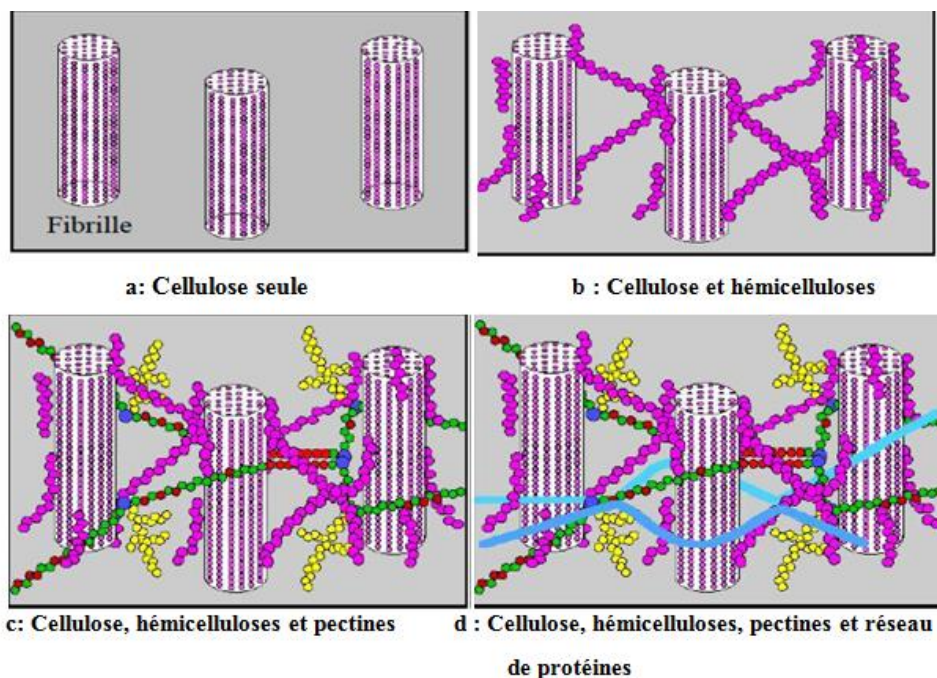 Fibrille
a: Cellulose seule
b : Cellulose et hémicelluloses
c: Cellulose, hémicelluloses et pectines
d : Cellulose, hémicelluloses, pectines et réseau
de protéines